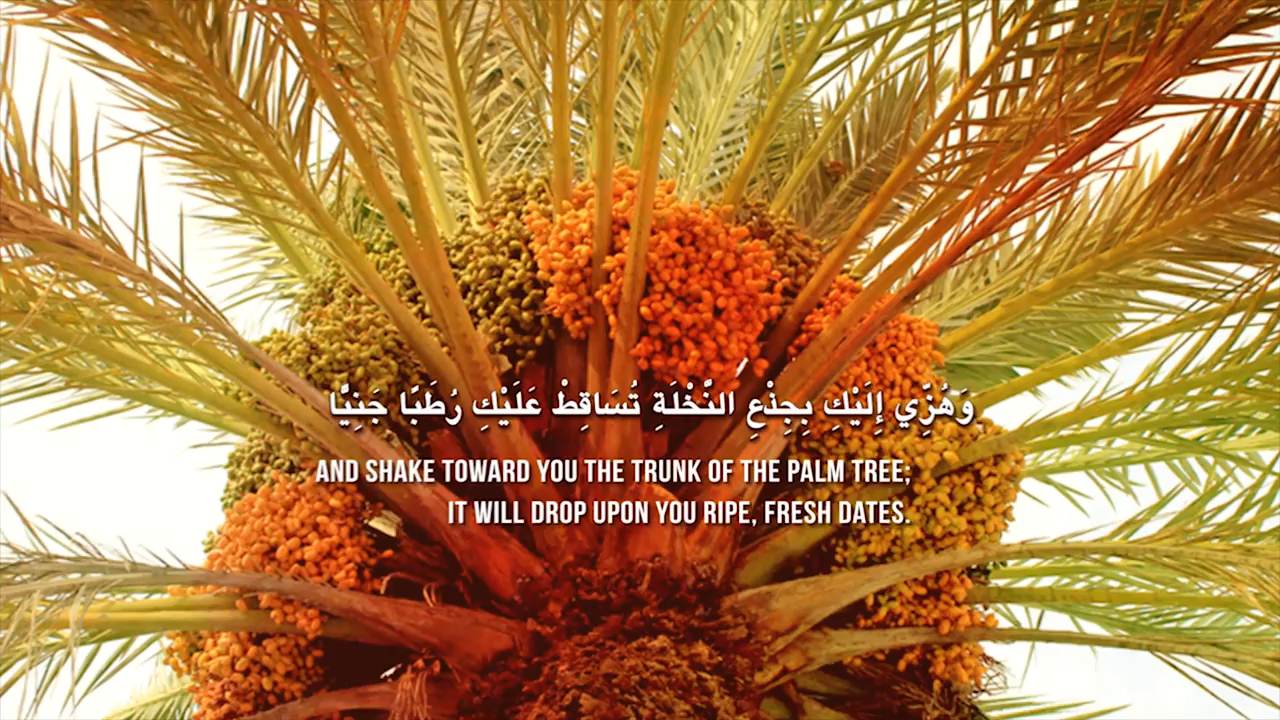 وَهُزِّي إِلَيْكِ بِجِذْعِ النَّخْلَةِ تُسَاقِطْ عَلَيْكِ رُطَبًا جَنِيًّا
AND SHAKE TOWARD YOU THE TRUNK OF THE PALM TREE;
IT WILL DROP UPON YOU RIPE, FRESH DATES.